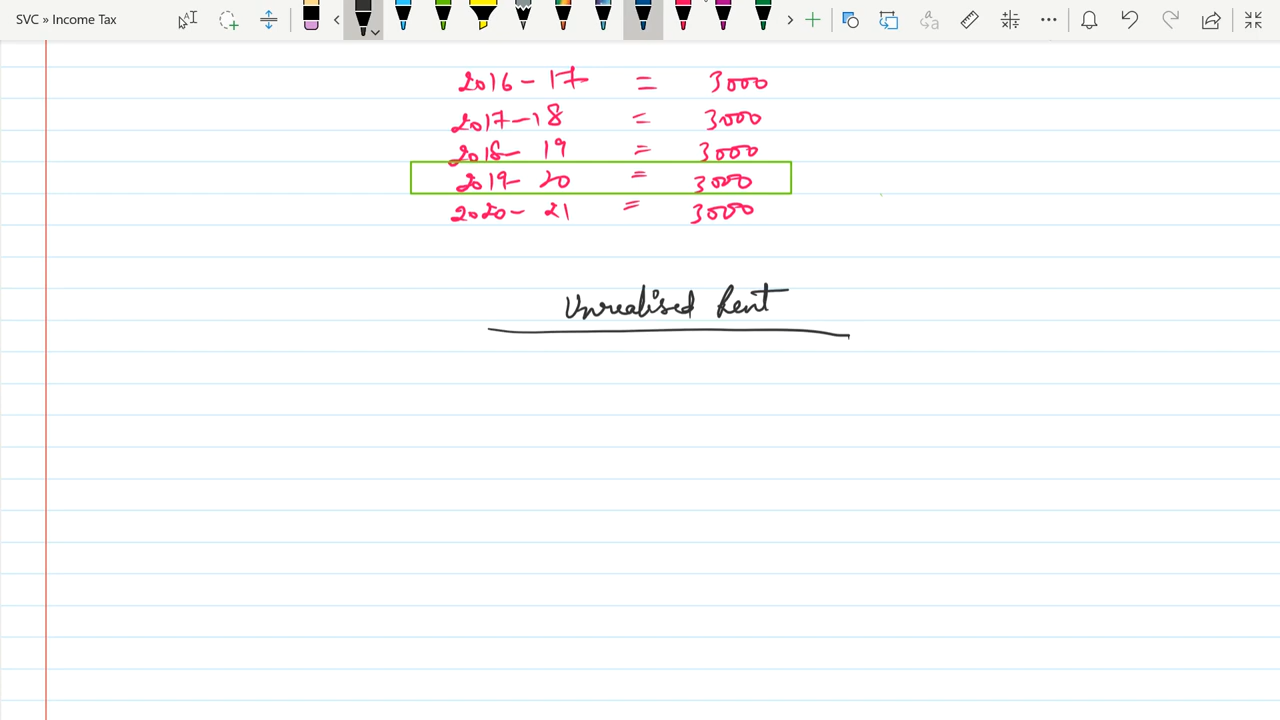 SVC » Income Tax
2016 - 17 = 3000
2017 - 18 = 3000
2018 - 19 = 3000
2019 - 20 = 3000
2020 - 21 = 3000
Unrealised Rent